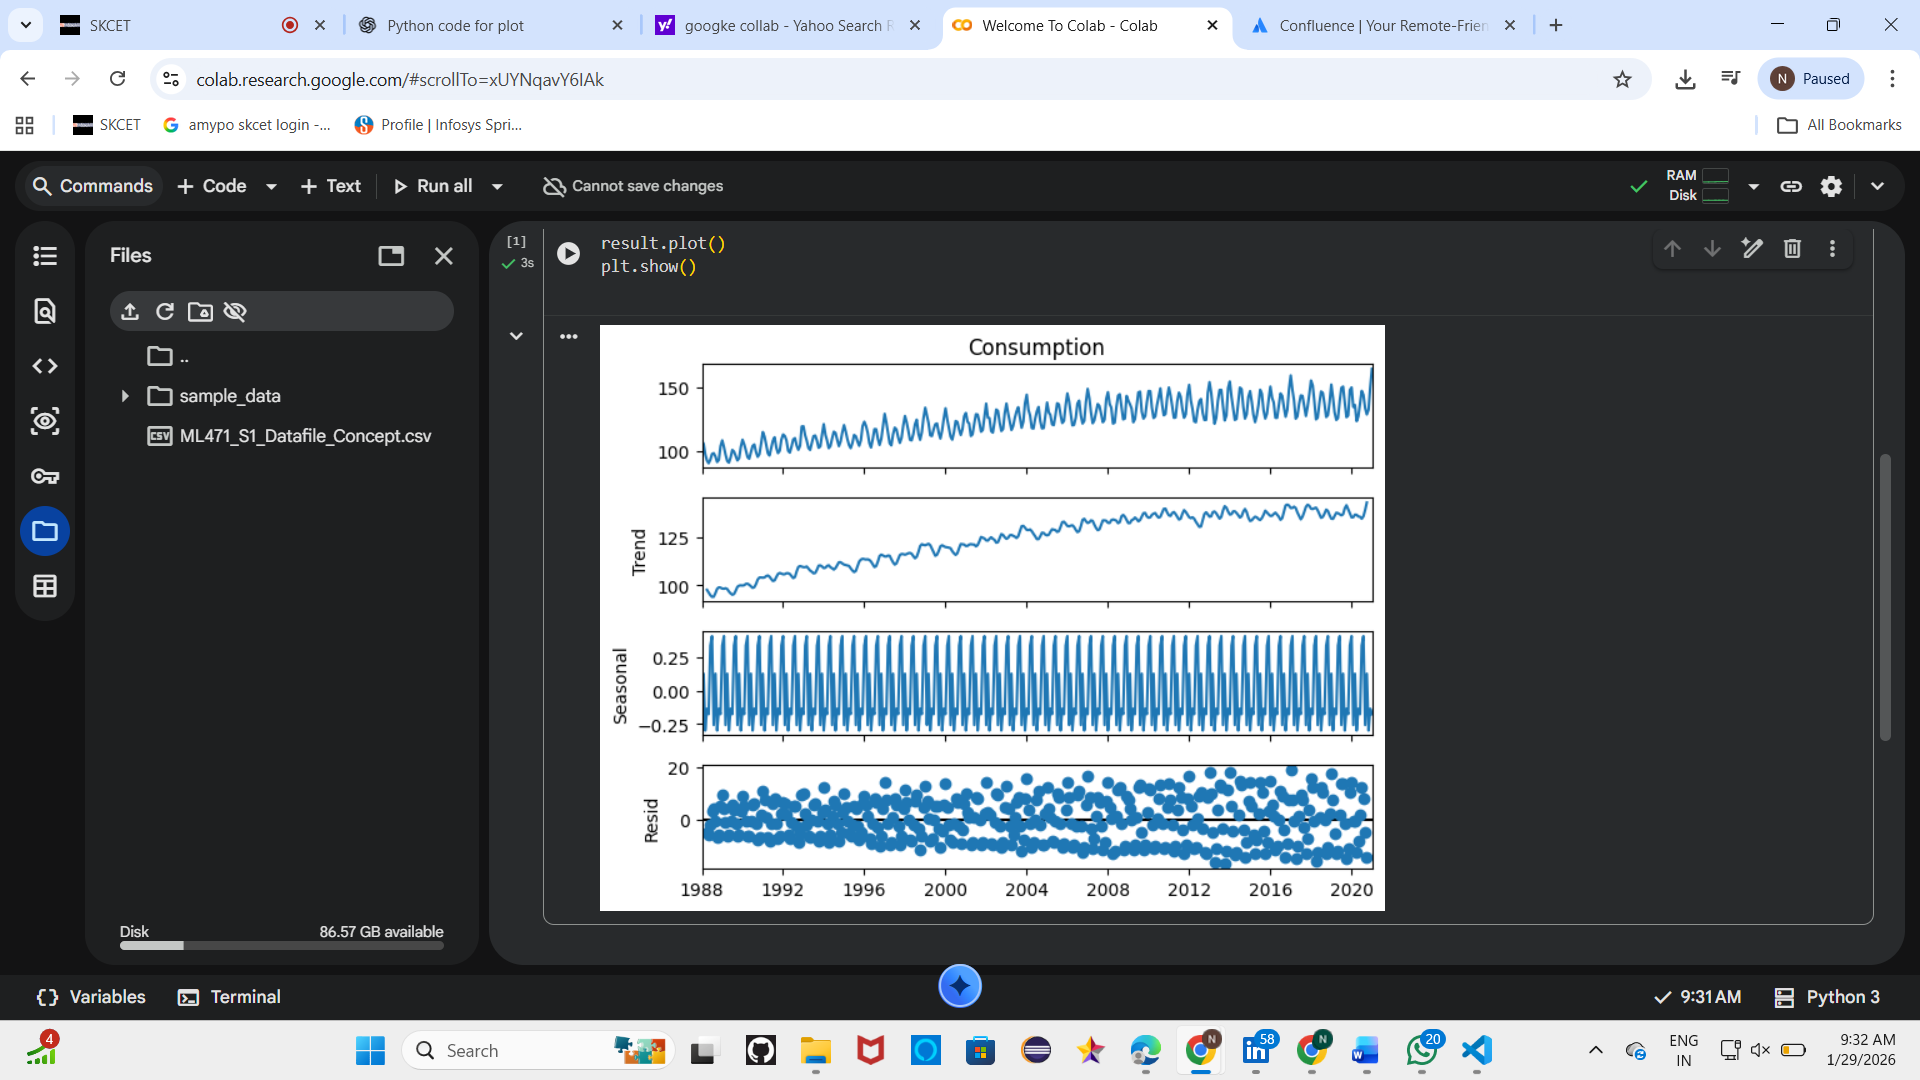 SKCET
Python code for plot
googke collab - Yahoo Search R
Welcome To Colab - Colab
Confluence | Your Remote-Frien
colab.research.google.com/#scrollTo=xUYNqavY6IAk
N
Paused
SKCET
amypo skcet login -...
Profile | Infosys Spri...
All Bookmarks
Commands
+ Code
+ Text
Run all
Cannot save changes
RAM
Disk
Files
..
sample_data
CSV
ML471_S1_Datafile_Concept.csv
Disk
86.57 GB available
[1]
3s
result.plot()
plt.show()
Consumption
150
100
Trend
125
100
Seasonal
0.25
0.00
−0.25
Resid
20
0
1988 1992 1996 2000 2004 2008 2012 2016 2020
Variables
Terminal
9:31 AM
Python 3
4
Search
N
58
N
20
ENG
IN
9:32 AM
1/29/2026